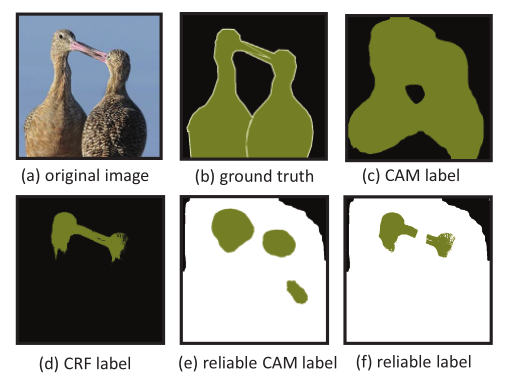 (a) original image
(b) ground truth
(c) CAM label
(d) CRF label
(e) reliable CAM label
(f) reliable label